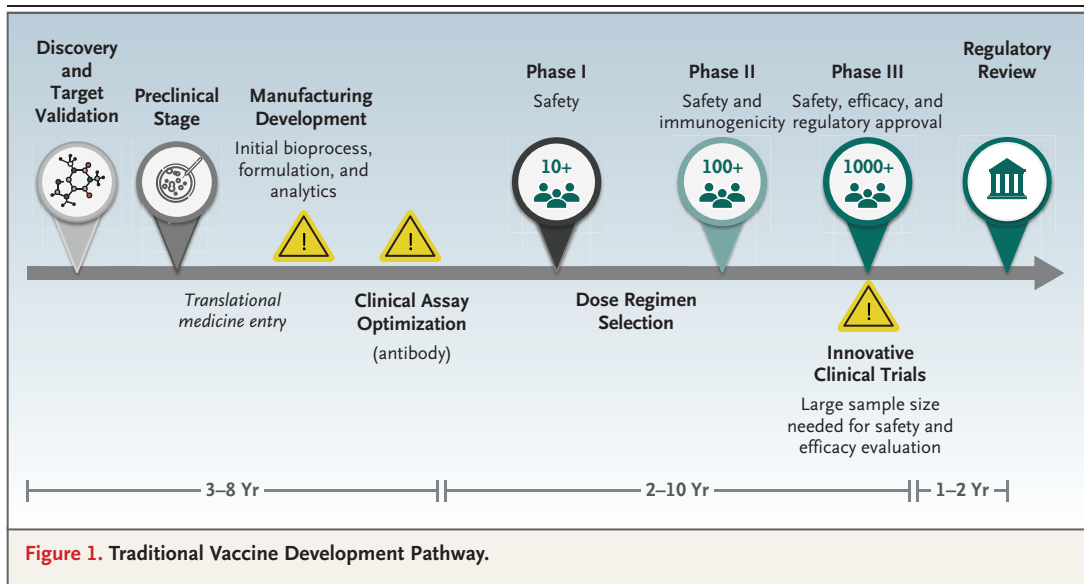 Discovery
and
Target
Validation
Preclinical
Stage
Manufacturing
Development
Initial bioprocess,
formulation, and
analytics
Phase I
Safety
Phase II
Safety and
immunogenicity
Phase III
Safety, efficacy, and
regulatory approval
Regulatory
Review
10+
100+
1000+
!
!
Translational
medicine entry
Clinical Assay
Optimization
(antibody)
Dose Regimen
Selection
!
Innovative
Clinical Trials
Large sample size
needed for safety and
efficacy evaluation
3–8 Yr
2–10 Yr
1–2 Yr
Figure 1. Traditional Vaccine Development Pathway.